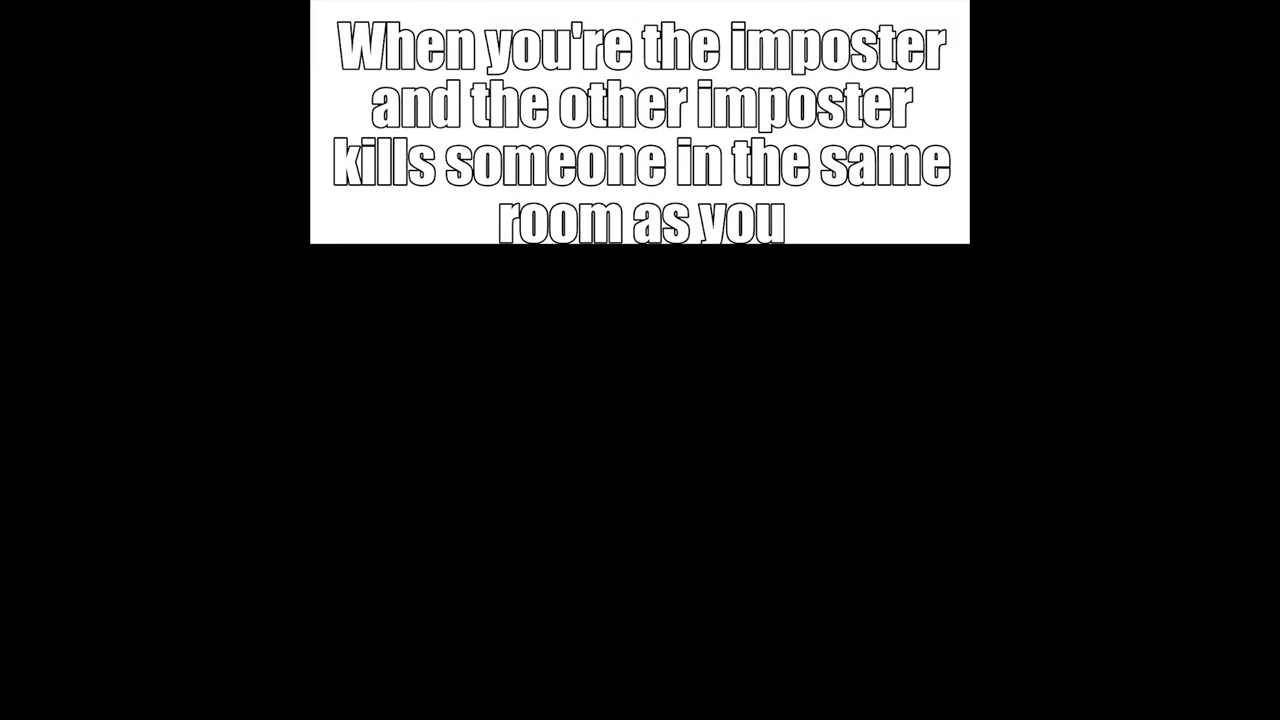 When you're the imposter
and the other imposter
kills someone in the same
room as you